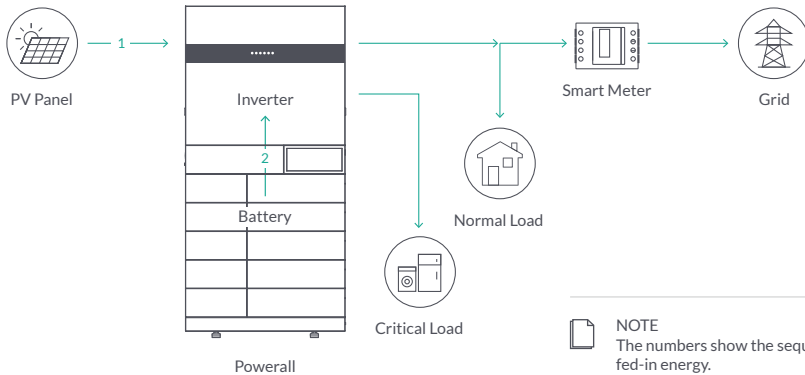 1
PV Panel
Inverter
2
Battery
Powerall
Smart Meter
Grid
Normal Load
Critical Load
NOTE
The numbers show the
fed-in energy.